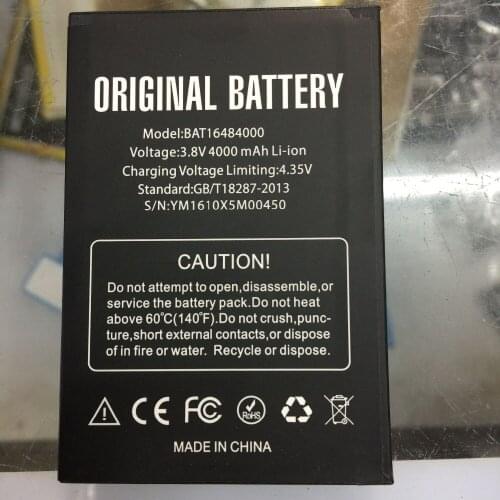 ORIGINAL BATTERY
Model:BAT16484000
Voltage:3.8V 4000 mAh Li-ion
Charging Voltage Limiting:4.35V
Standard:GB/T18287-2013
S/N:YM1610X5M00450
CAUTION!
Do not attempt to open,disassemble,or
service the battery pack.Do not heat
above 60℃(140℉).Do not crush,punc-
ture,short external contacts,or dispose
of in fire or water. Recycle or dispose.
CE FC RoHS
MADE IN CHINA